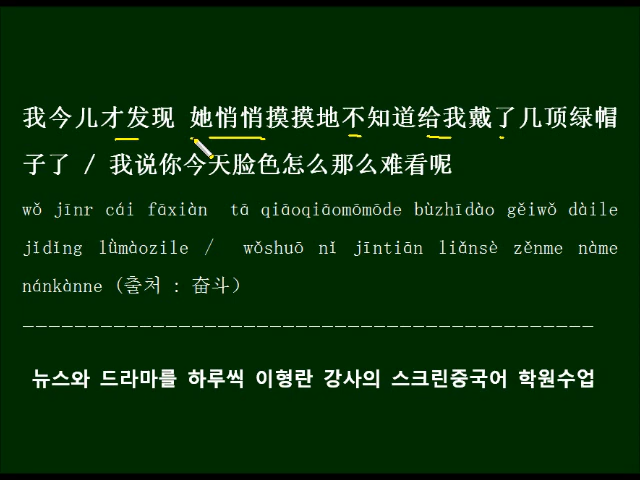 我今儿才发现 她悄悄摸摸地不知道给我戴了几顶绿帽
子了 / 我说你今天脸色怎么那么难看呢
wǒ jīnr cái fāxiàn tā qiāoqiāomōmōde bùzhīdào gěiwǒ dàile
jǐdǐng lǜmàozile / wǒshuō nǐ jīntiān liǎnsè zěnme nàme
nánkànne (출처 : 奋斗)
----------------------------------------------
뉴스와 드라마를 하루씩 이형란 강사의 스크린중국어 학원수업